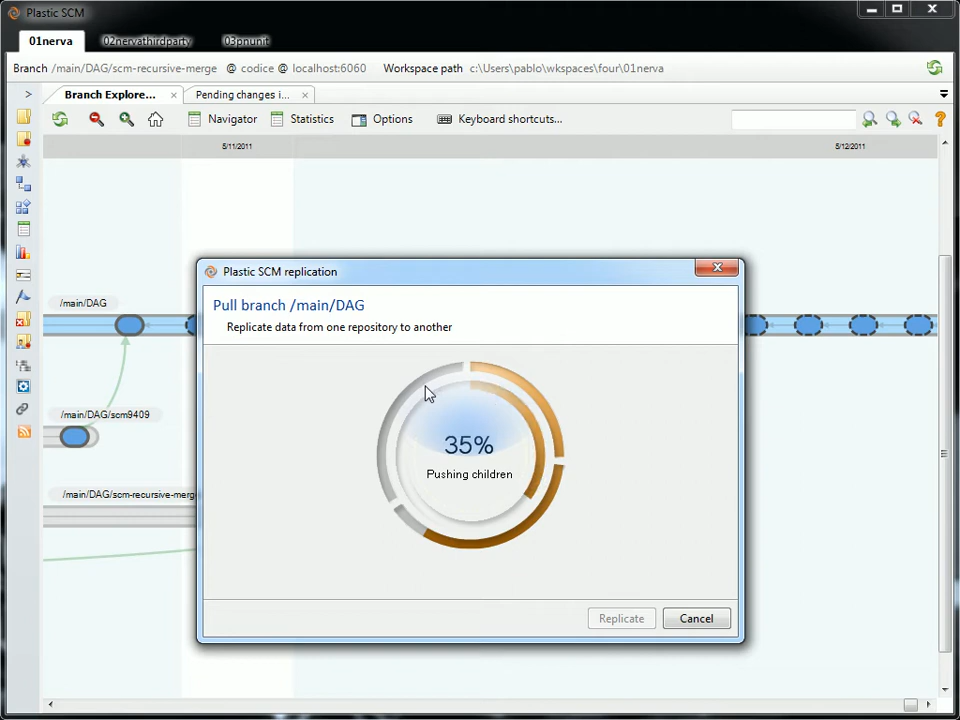 Plastic SCM
01nerva 02nervathirdparty 03pnunit
Branch /main/DAG/scm-recursive-merge @ codice @ localhost:6060 Workspace path c:\Users\pablo\wkspaces\four\01nerva
Branch Explore... × Pending changes i... ×
Navigator Statistics Options Keyboard shortcuts...
5/11/2011 5/12/2011
Plastic SCM replication
Pull branch /main/DAG
Replicate data from one repository to another
/main/DAG
/main/DAG/scm9409
35%
Pushing children
/main/DAG/scm-recursive-merge
Replicate Cancel